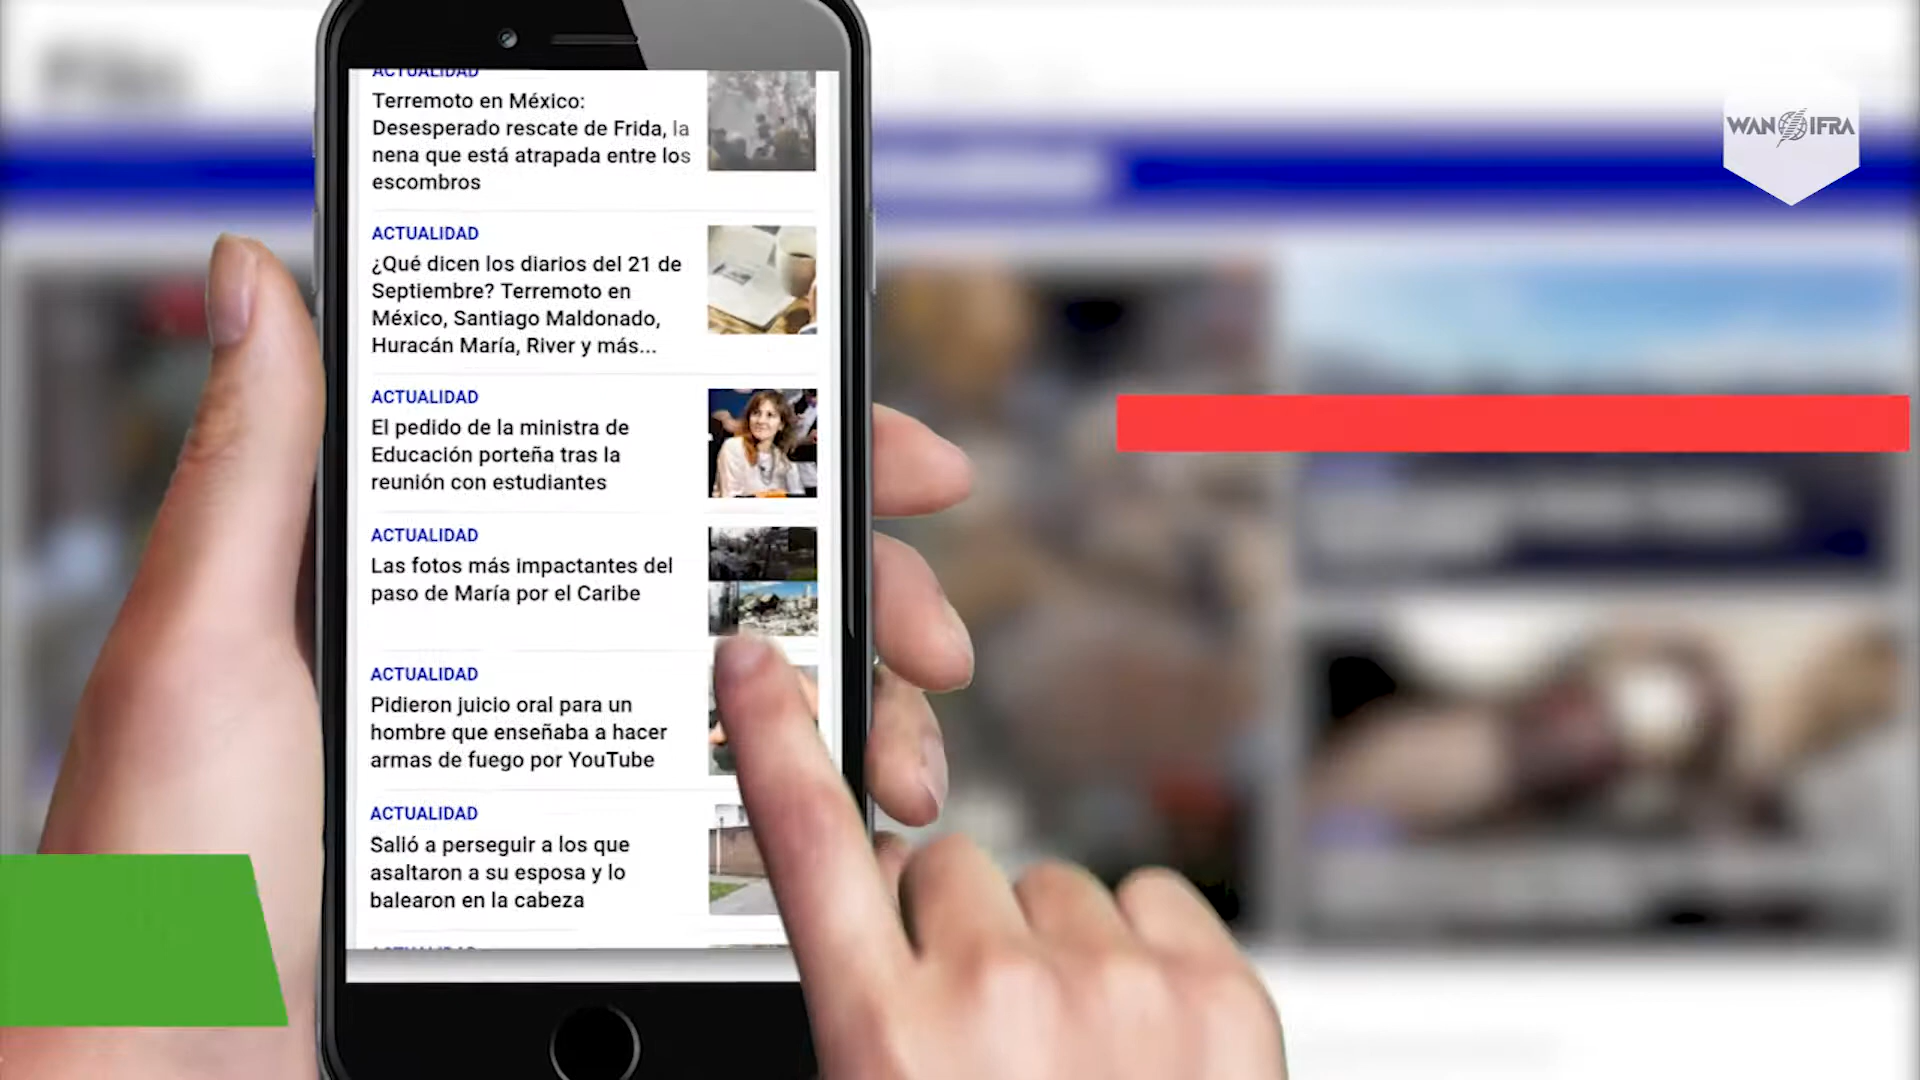 ACTUALIDAD
Terremoto en México:
Desesperado rescate de Frida, la
nena que está atrapada entre los
escombros
ACTUALIDAD
¿Qué dicen los diarios del 21 de
Septiembre? Terremoto en
México, Santiago Maldonado,
Huracán María, River y más...
ACTUALIDAD
El pedido de la ministra de
Educación porteña tras la
reunión con estudiantes
ACTUALIDAD
Las fotos más impactantes del
paso de María por el Caribe
ACTUALIDAD
Pidieron juicio oral para un
hombre que enseñaba a hacer
armas de fuego por YouTube
ACTUALIDAD
Salió a perseguir a los que
asaltaron a su esposa y lo
balearon en la cabeza
ACTUALIDAD
WAN IFRA